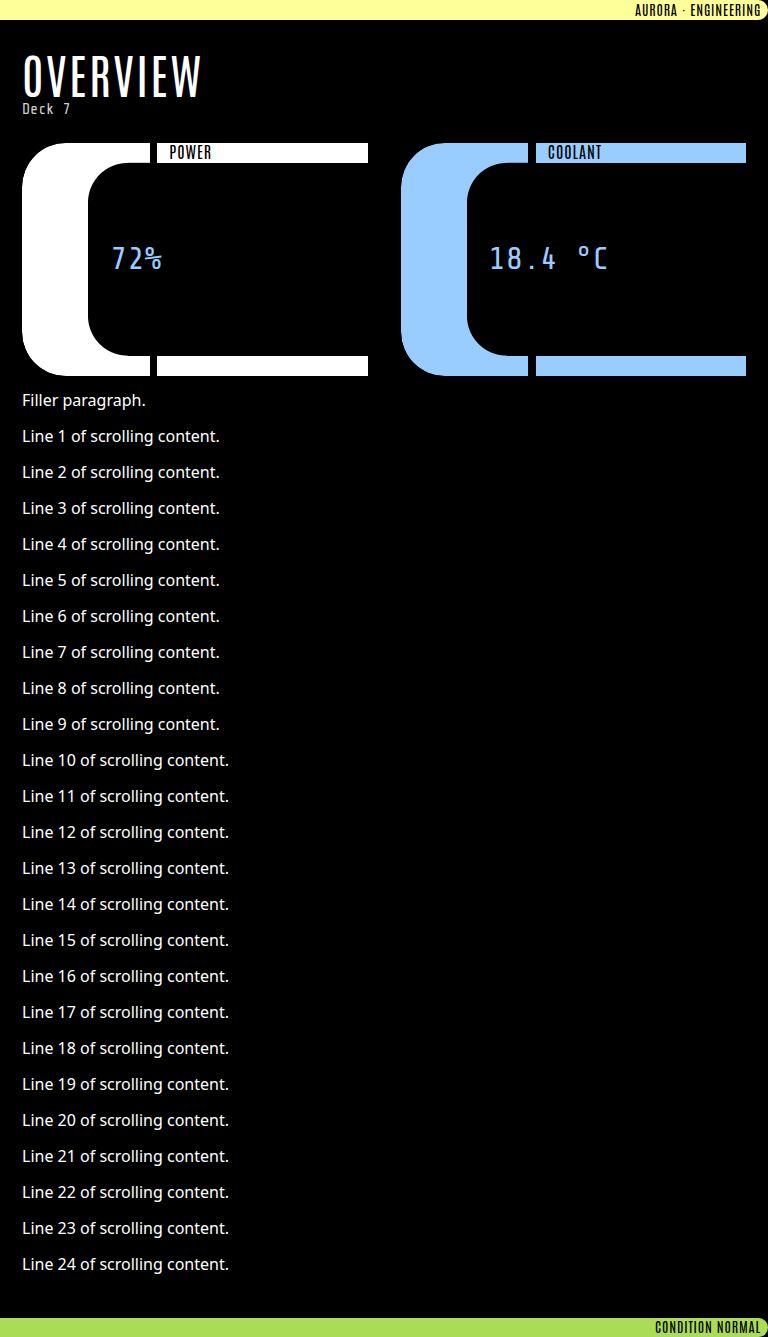 AURORA · ENGINEERING
OVERVIEW
Deck 7
POWER
COOLANT
72%
18.4 °C
Filler paragraph.
Line 1 of scrolling content.
Line 2 of scrolling content.
Line 3 of scrolling content.
Line 4 of scrolling content.
Line 5 of scrolling content.
Line 6 of scrolling content.
Line 7 of scrolling content.
Line 8 of scrolling content.
Line 9 of scrolling content.
Line 10 of scrolling content.
Line 11 of scrolling content.
Line 12 of scrolling content.
Line 13 of scrolling content.
Line 14 of scrolling content.
Line 15 of scrolling content.
Line 16 of scrolling content.
Line 17 of scrolling content.
Line 18 of scrolling content.
Line 19 of scrolling content.
Line 20 of scrolling content.
Line 21 of scrolling content.
Line 22 of scrolling content.
Line 23 of scrolling content.
Line 24 of scrolling content.
CONDITION NORMAL